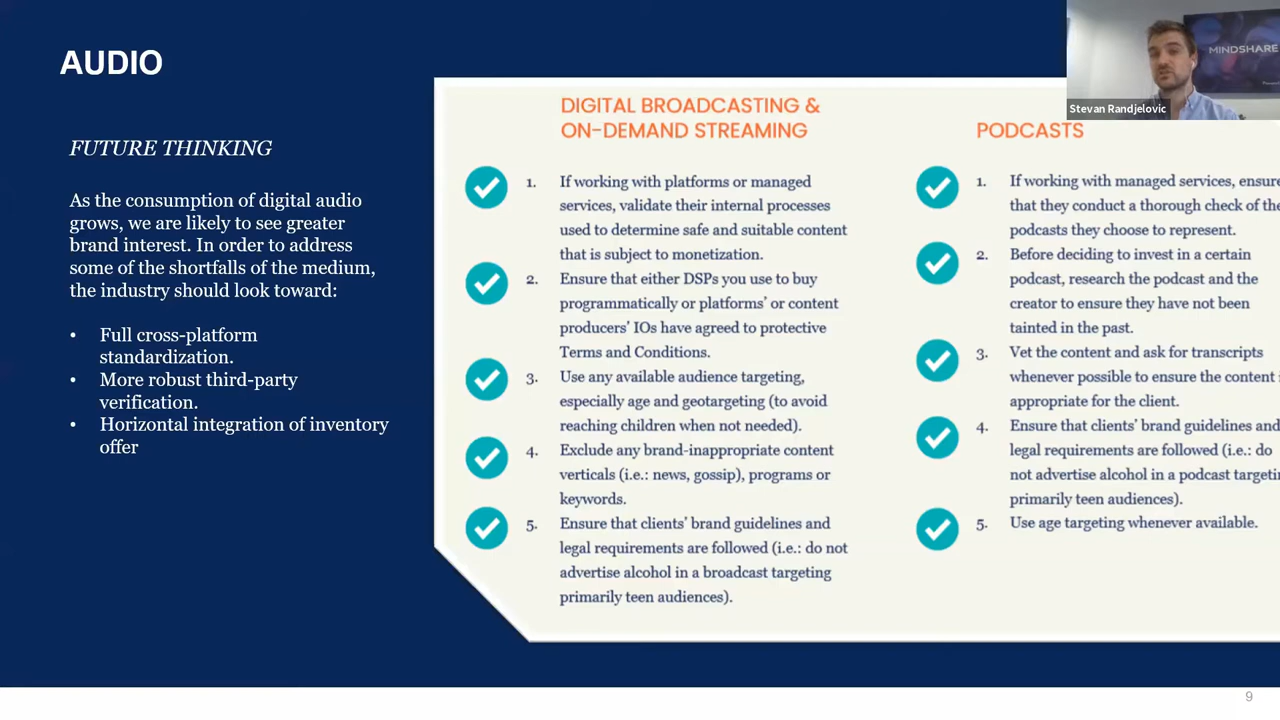 AUDIO
FUTURE THINKING
As the consumption of digital audio
grows, we are likely to see greater
brand interest. In order to address
some of the shortfalls of the medium,
the industry should look toward:
• Full cross-platform
standardization.
• More robust third-party
verification.
• Horizontal integration of inventory
offer
DIGITAL BROADCASTING &
ON-DEMAND STREAMING
1. If working with platforms or managed
services, validate their internal processes
used to determine safe and suitable content
that is subject to monetization.
2. Ensure that either DSPs you use to buy
programmatically or platforms' or content
producers' IOs have agreed to protective
Terms and Conditions.
3. Use any available audience targeting,
especially age and geotargeting (to avoid
reaching children when not needed).
4. Exclude any brand-inappropriate content
verticals (i.e.: news, gossip), programs or
keywords.
5. Ensure that clients' brand guidelines and
legal requirements are followed (i.e.: do not
advertise alcohol in a broadcast targeting
primarily teen audiences).
PODCASTS
1. If working with managed services, ensure
that they conduct a thorough check of the
podcasts they choose to represent.
2. Before deciding to invest in a certain
podcast, research the podcast and the
creator to ensure they have not been
tainted in the past.
3. Vet the content and ask for transcripts
whenever possible to ensure the content
appropriate for the client.
4. Ensure that clients' brand guidelines and
legal requirements are followed (i.e.: do
not advertise alcohol in a podcast
primarily teen audiences).
5. Use age targeting whenever available.
MINDSHARE
Stevan Randjelovic
9